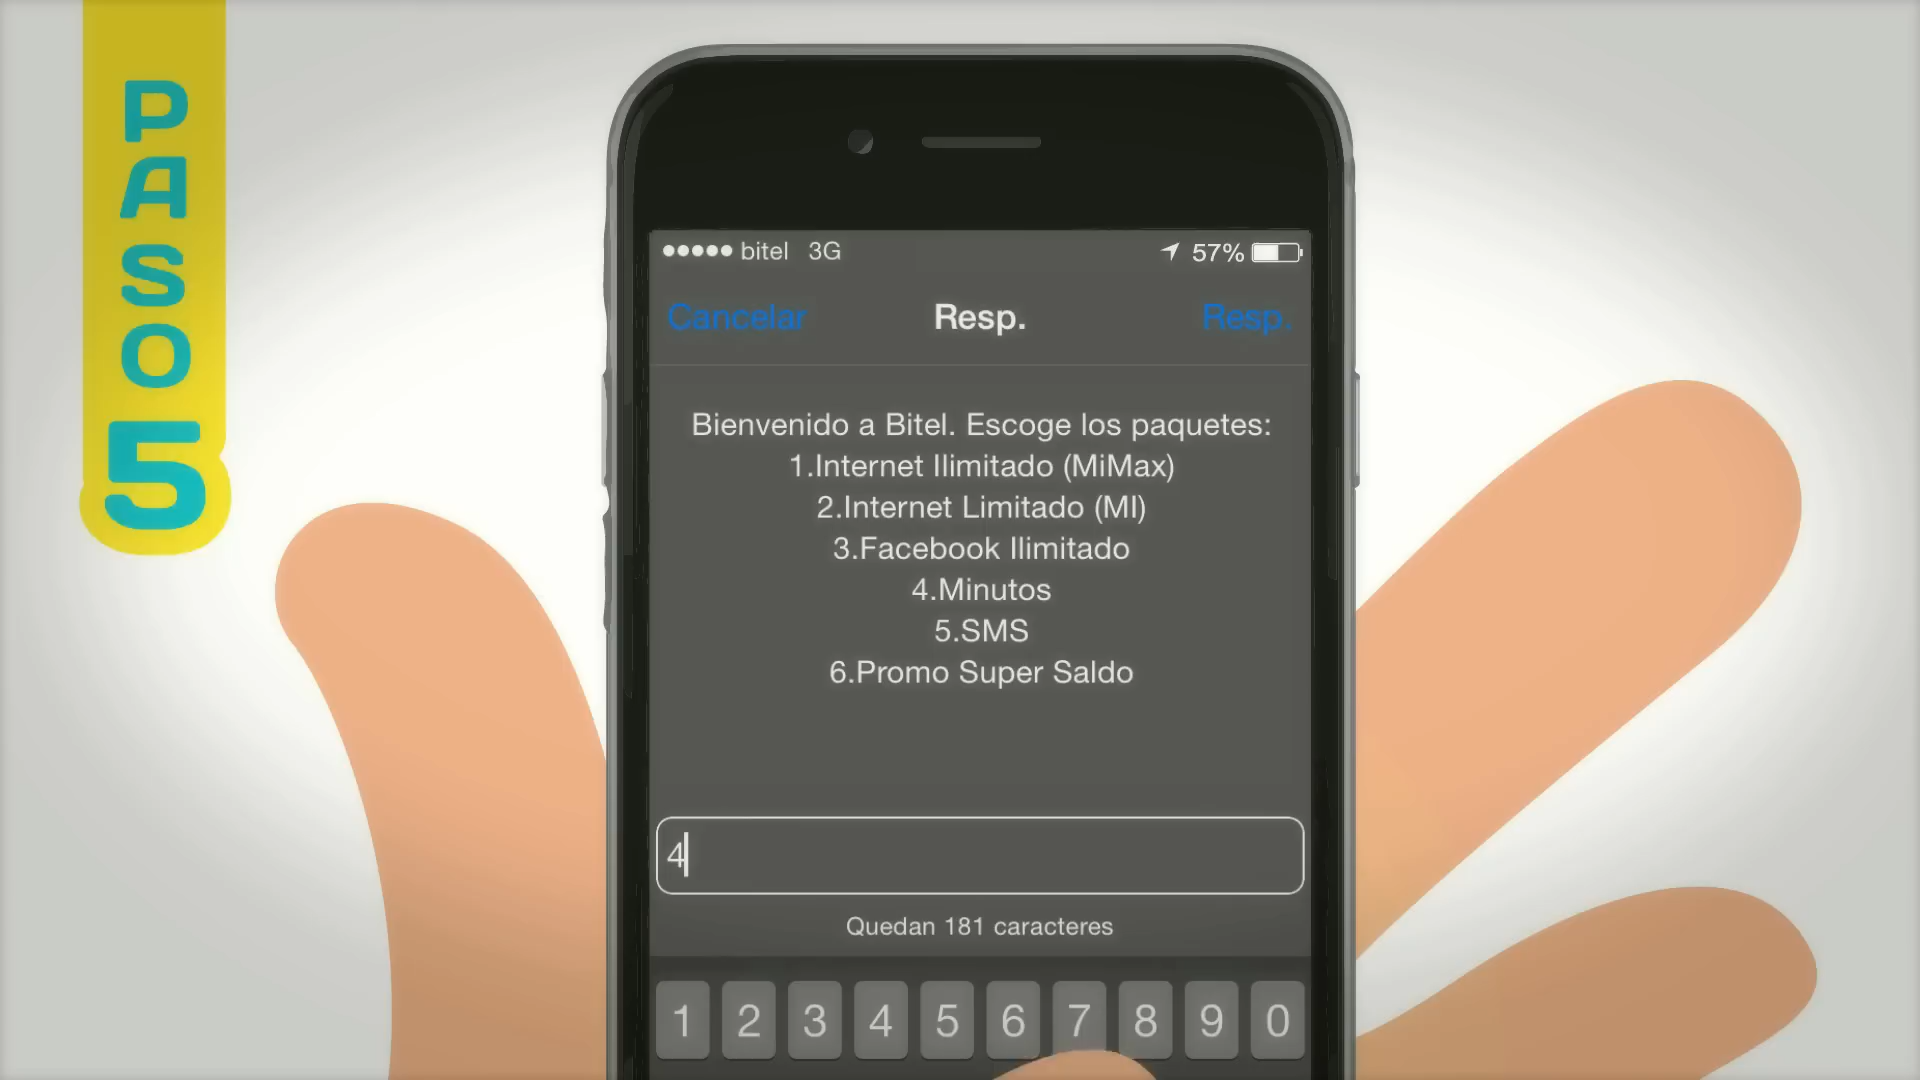 PASO
5
bitel 3G 57%
Cancelar Resp. Resp.
Bienvenido a Bitel. Escoge los paquetes:
1.Internet Ilimitado (MiMax)
2.Internet Limitado (MI)
3.Facebook Ilimitado
4.Minutos
5.SMS
6.Promo Super Saldo
4
Quedan 181 caracteres
1 2 3 4 5 6 7 8 9 0